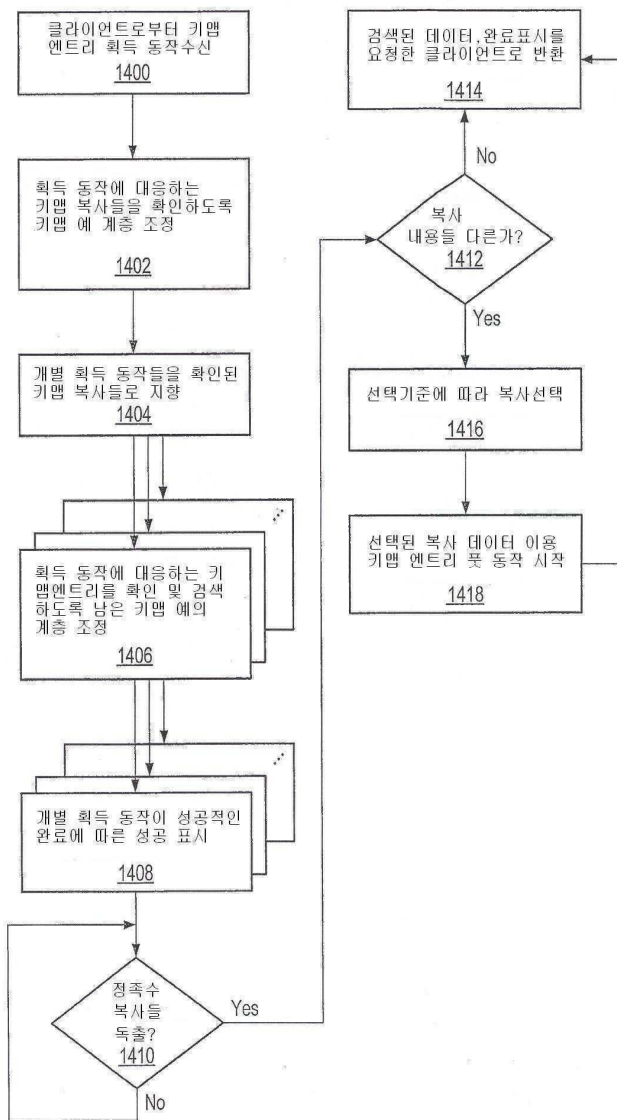 클라이언트로부터 키맵
엔트리 획득 동작수신
1400
획득 동작에 대응하는
키맵 복사들을 확인하도록
키맵 예 계층 조정
1402
개별 획득 동작들을 확인된
키맵 복사들로 지향
1404
획득 동작에 대응하는 키
맵엔트리를 확인 및 검색
하도록 남은 키맵 예의
계층 조정
1406
개별 획득 동작이 성공적인
완료에 따른 성공 표시
1408
정족수
복사들
독출?
1410
Yes
No
검색된 데이터,완료표시를
요청한 클라이언트로 반환
1414
No
복사
내용들 다른가?
1412
Yes
선택기준에 따라 복사선택
1416
선택된 복사 데이터 이용
키맵 엔트리 풋 동작 시작
1418